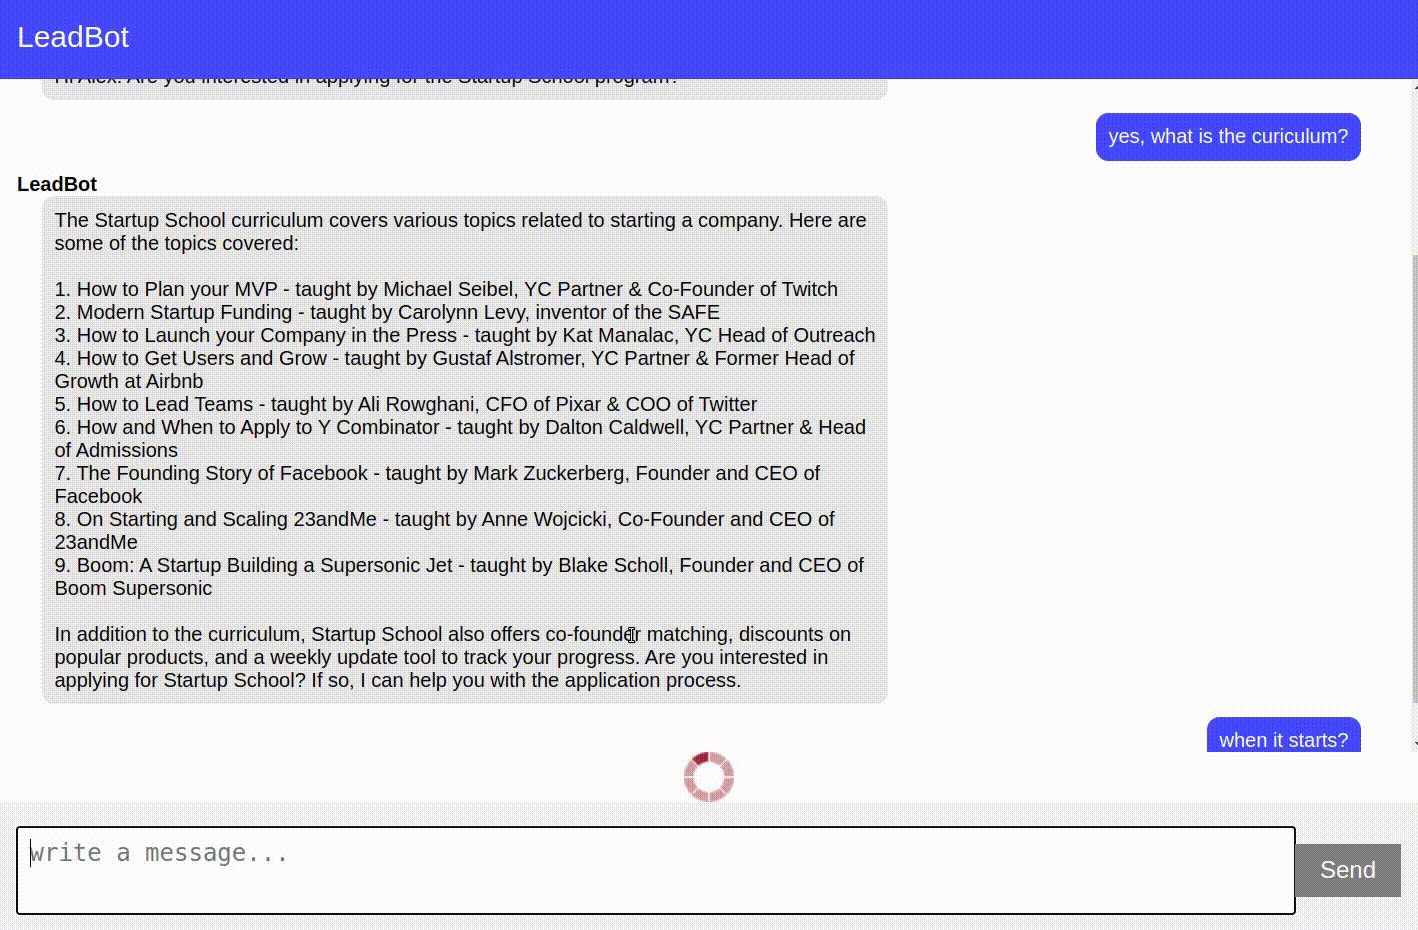 LeadBot
Hi Alex! Are you interested in applying for the Startup School program?
yes, what is the curiculum?
LeadBot
The Startup School curriculum covers various topics related to starting a company. Here are
some of the topics covered:
1. How to Plan your MVP - taught by Michael Seibel, YC Partner & Co-Founder of Twitch
2. Modern Startup Funding - taught by Carolynn Levy, inventor of the SAFE
3. How to Launch your Company in the Press - taught by Kat Manalac, YC Head of Outreach
4. How to Get Users and Grow - taught by Gustaf Alstromer, YC Partner & Former Head of
Growth at Airbnb
5. How to Lead Teams - taught by Ali Rowghani, CFO of Pixar & COO of Twitter
6. How and When to Apply to Y Combinator - taught by Dalton Caldwell, YC Partner & Head
of Admissions
7. The Founding Story of Facebook - taught by Mark Zuckerberg, Founder and CEO of
Facebook
8. On Starting and Scaling 23andMe - taught by Anne Wojcicki, Co-Founder and CEO of
23andMe
9. Boom: A Startup Building a Supersonic Jet - taught by Blake Scholl, Founder and CEO of
Boom Supersonic
In addition to the curriculum, Startup School also offers co-founder matching, discounts on
popular products, and a weekly update tool to track your progress. Are you interested in
applying for Startup School? If so, I can help you with the application process.
when it starts?
write a message...
Send